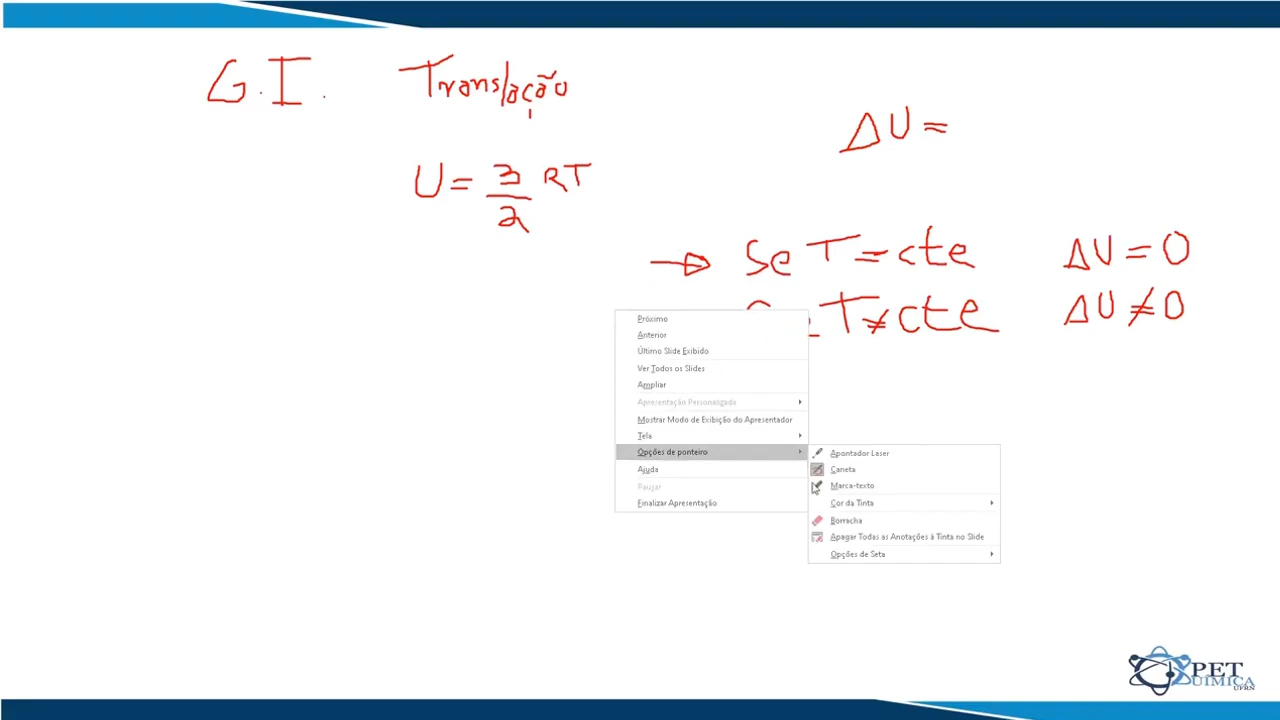 G.I. Translação
ΔU =
U = 3/2 RT
→ Se T = cte ΔU = 0
T ≠ cte ΔU ≠ 0
Próximo
Anterior
Último Slide Exibido
Ver Todos os Slides
Ampliar
Apresentação Personalizada
Mostrar Modo de Exibição do Apresentador
Tela
Opções de ponteiro
Ajuda
Pausar
Finalizar Apresentação
Apontador Laser
Caneta
Marca-texto
Cor da Tinta
Borracha
Apagar Todas as Anotações à Tinta no Slide
Opções de Seta
PET
QUIMICA
UFRN